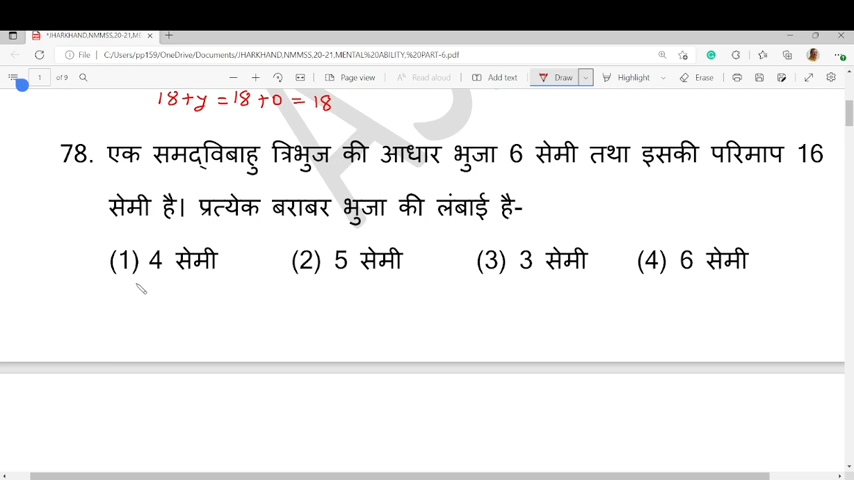 *JHARKHAND,NMMSS,20-21,MI
File C:/Users/pp159/OneDrive/Documents/JHARKHAND,NMMSS,20-21,MENTAL%20ABILITY,%20PART-6.pdf
1 of 9 Page view Read aloud Add text Draw Highlight Erase
18+y = 18+0 = 18
78. एक समद्विबाहु त्रिभुज की आधार भुजा 6 सेमी तथा इसकी परिमाप 16
सेमी है। प्रत्येक बराबर भुजा की लंबाई है-
(1) 4 सेमी (2) 5 सेमी (3) 3 सेमी (4) 6 सेमी